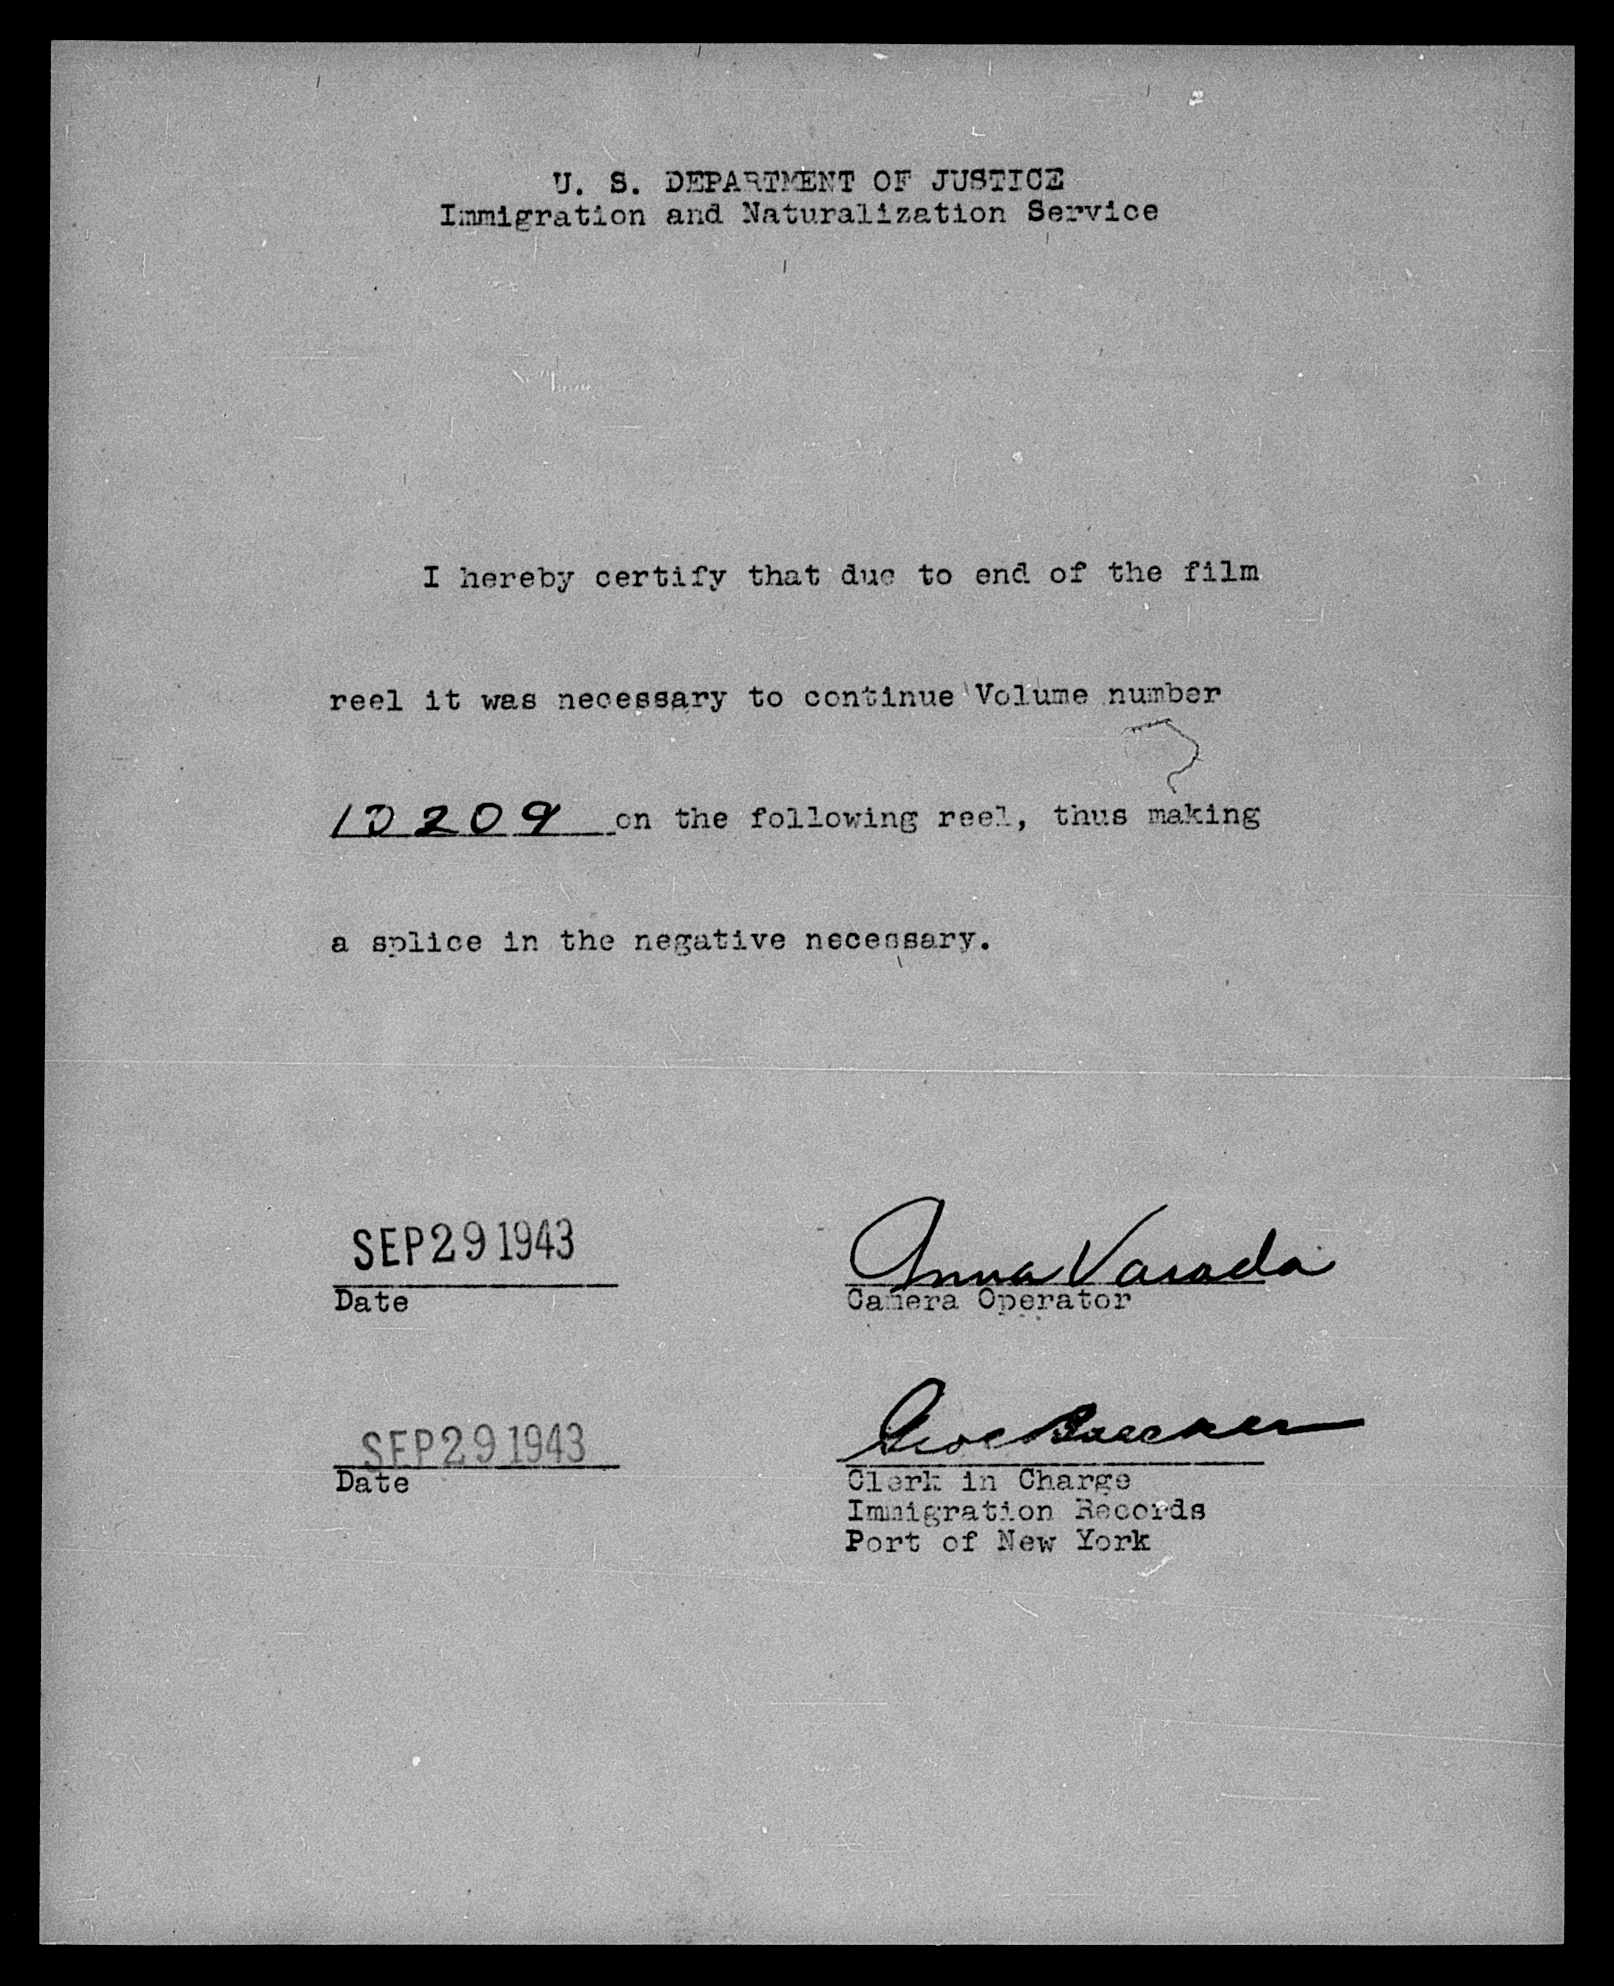 U. S. DEPARTMENT OF JUSTICE
Immigration and Naturalization Service
I hereby certify that due to end of the film
reel it was necessary to continue Volume number
10209 on the following reel, thus making
a splice in the negative necessary.
SEP 29 1943
Anna Varada
Date
Camera Operator
SEP 29 1943
Date
Clerk in Charge
Immigration Records
Port of New York